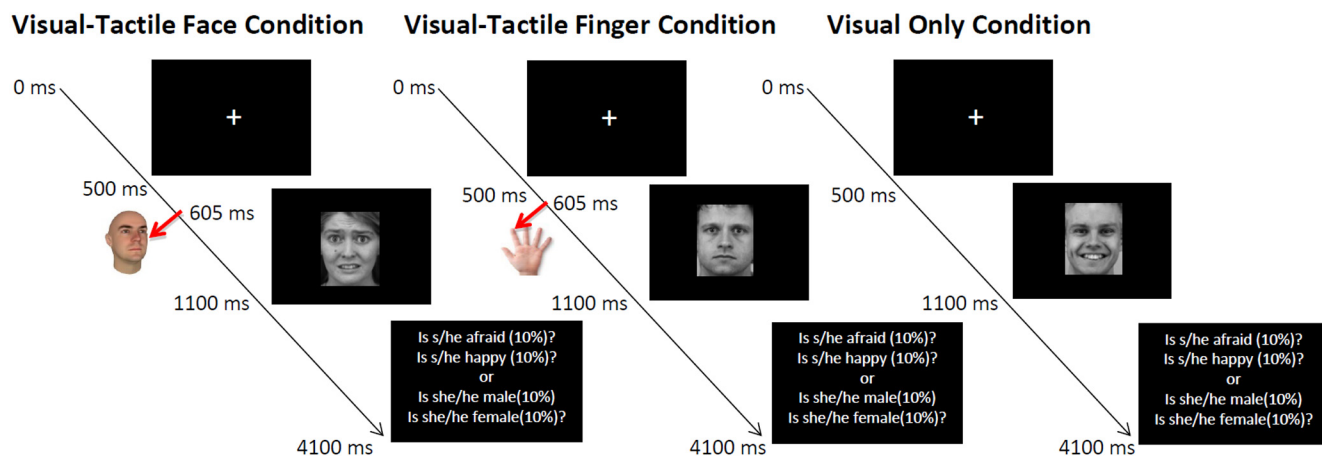 Visual-Tactile Face Condition
0 ms
+
500 ms
605 ms
1100 ms
Is s/he afraid (10%)?
Is s/he happy (10%)?
or
Is she/he male(10%)
Is she/he female(10%)?
4100 ms
Visual-Tactile Finger Condition
0 ms
+
500 ms
605 ms
1100 ms
Is s/he afraid (10%)?
Is s/he happy (10%)?
or
Is she/he male(10%)
Is she/he female(10%)?
4100 ms
Visual Only Condition
0 ms
+
500 ms
1100 ms
Is s/he afraid (10%)?
Is s/he happy (10%)?
or
Is she/he male(10%)
Is she/he female(10%)?
4100 ms